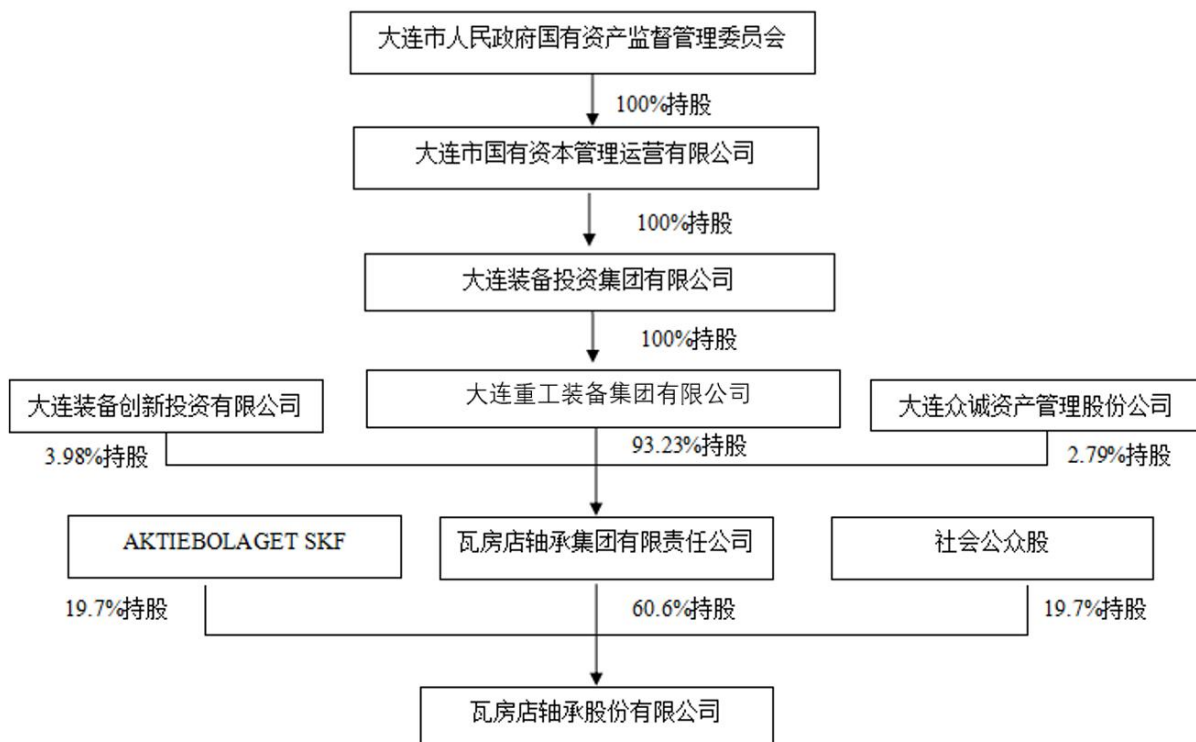 大连市人民政府国有资产监督管理委员会
100%持股
大连市国有资本管理运营有限公司
100%持股
大连装备投资集团有限公司
100%持股
大连装备创新投资有限公司
大连重工装备集团有限公司
大连众诚资产管理股份公司
3.98%持股
93.23%持股
2.79%持股
AKTIEBOLAGET SKF
瓦房店轴承集团有限责任公司
社会公众股
19.7%持股
60.6%持股
19.7%持股
瓦房店轴承股份有限公司